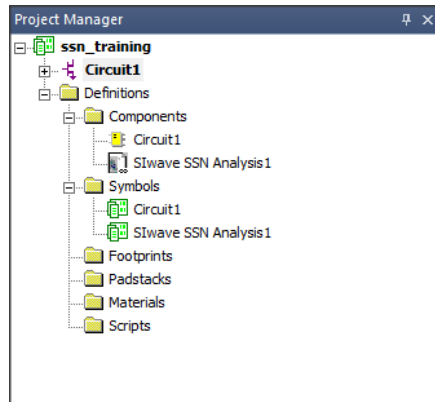 Project Manager
ssn_training
Circuit1
Definitions
Components
Circuit1
SIwave SSN Analysis1
Symbols
Circuit1
SIwave SSN Analysis1
Footprints
Padstacks
Materials
Scripts